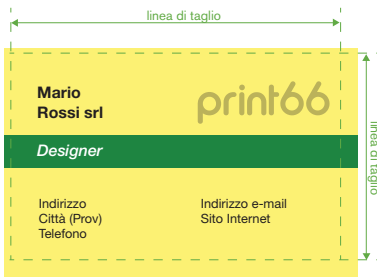 linea di taglio
Mario
Rossi srl
print66
Designer
Indirizzo
Città (Prov)
Telefono
Indirizzo e-mail
Sito Internet
linea di taglio